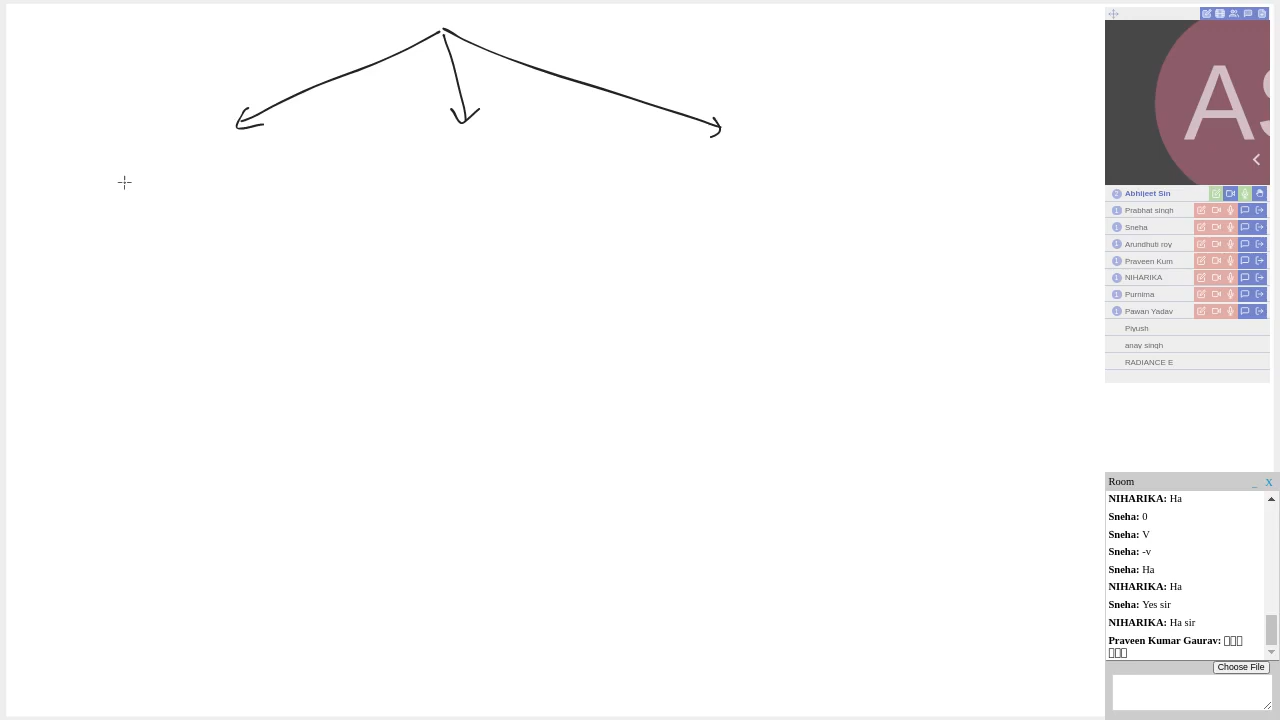 AS
Abhijeet Sin
Prabhat singh
Sneha
Arundhuti roy
Praveen Kum
NIHARIKA
Purnima
Pawan Yadav
Piyush
anay singh
RADIANCE E
Room _ X
NIHARIKA: Ha
Sneha: 0
Sneha: V
Sneha: -v
Sneha: Ha
NIHARIKA: Ha
Sneha: Yes sir
NIHARIKA: Ha sir
Praveen Kumar Gaurav:
Choose File